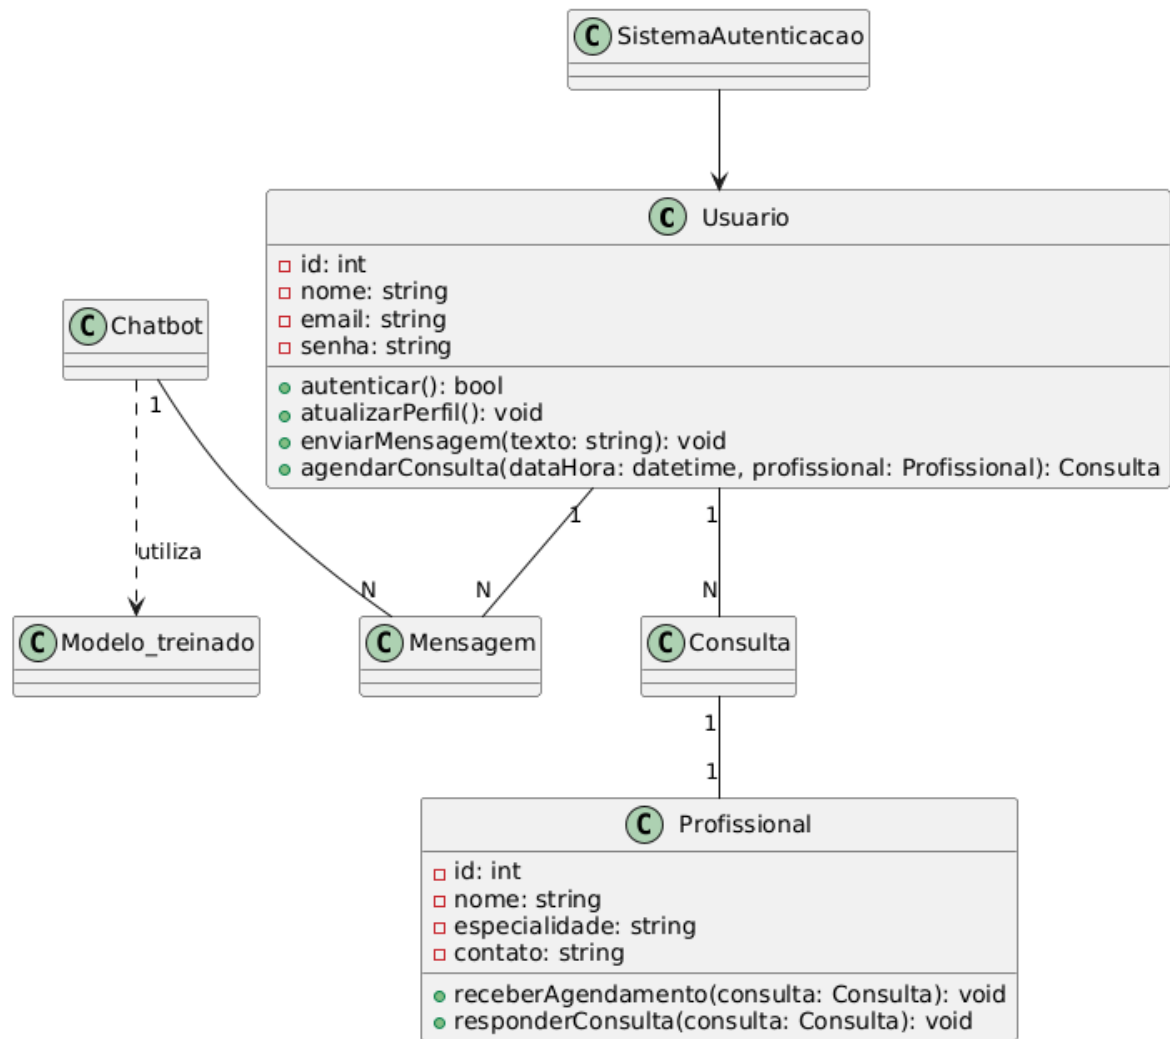 C SistemaAutenticacao
C Usuario
id: int
nome: string
email: string
senha: string
autenticar(): bool
atualizarPerfil(): void
enviarMensagem(texto: string): void
agendarConsulta(dataHora: datetime, profissional: Profissional): Consulta
C Chatbot
1
1
1
utiliza
N
N
N
C Modelo_treinado
C Mensagem
C Consulta
1
1
C Profissional
id: int
nome: string
especialidade: string
contato: string
receberAgendamento(consulta: Consulta): void
responderConsulta(consulta: Consulta): void